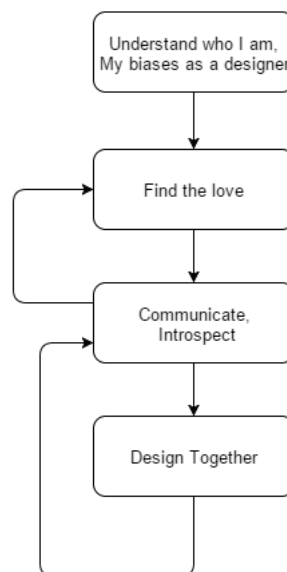 Understand who I am,
My biases as a designer
Find the love
Communicate,
Introspect
Design Together